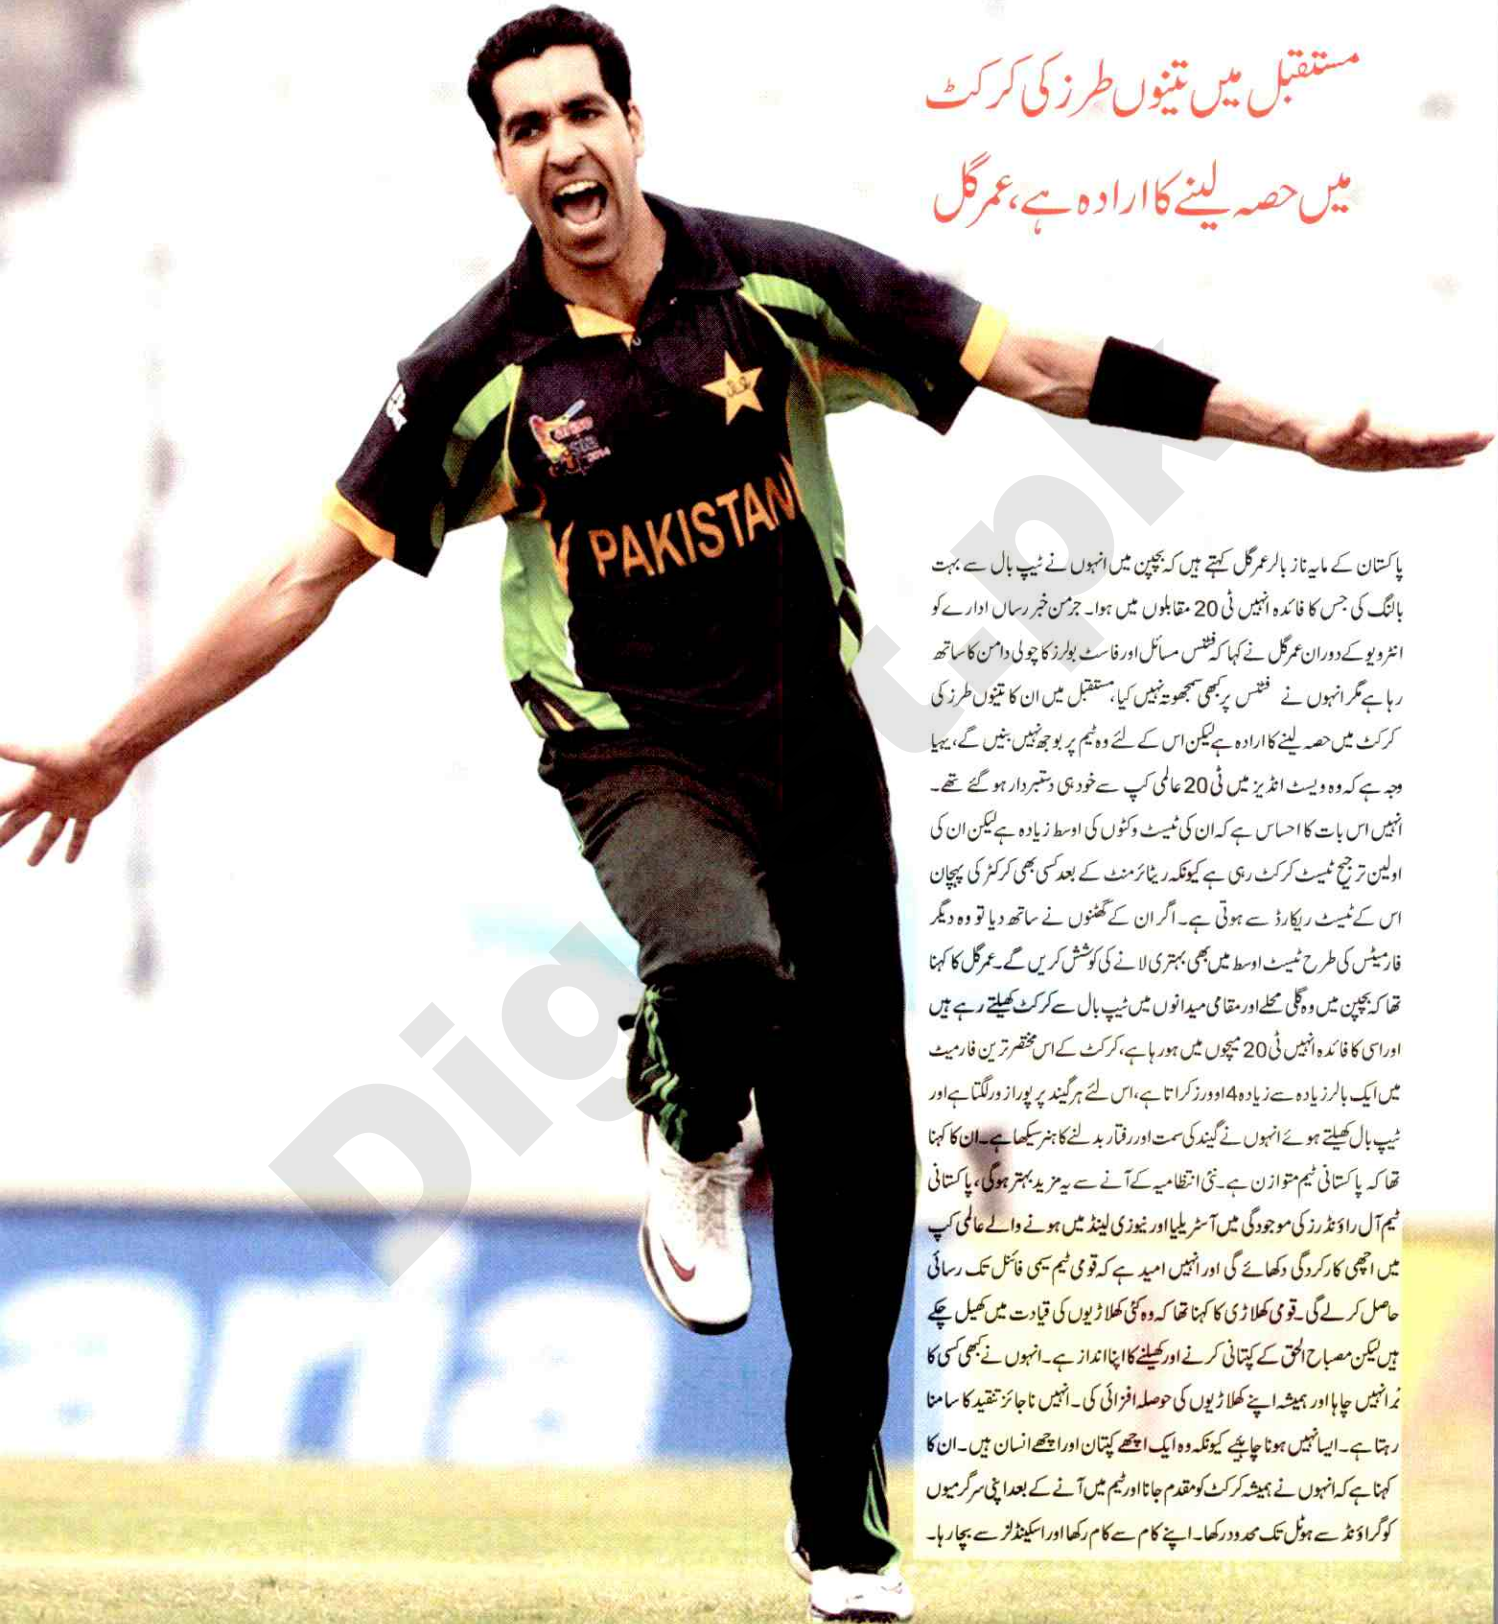 مستقبل میں تینوں طرز کی کرکٹ
میں حصہ لینے کا ارادہ ہے، عمر گل
PAKISTAN
2014
پاکستان کے مایہ ناز بالر عمر گل کہتے ہیں کہ بچپن میں انہوں نے ٹیپ بال سے بہت
بالنگ کی جس کا فائدہ انہیں ٹی 20 مقابلوں میں ہوا۔ جرمن خبر رساں ادارے کو
انٹرویو کے دوران عمر گل نے کہا کہ فٹنس مسائل اور فاسٹ بولرز کا چولی دامن کا ساتھ
رہا ہے مگر انہوں نے فٹنس پر کبھی سمجھوتہ نہیں کیا، مستقبل میں ان کا تینوں طرز کی
کرکٹ میں حصہ لینے کا ارادہ ہے لیکن اس کے لئے وہ ٹیم پر بوجھ نہیں بنیں گے، یہیا
وجہ ہے کہ وہ ویسٹ انڈیز میں ٹی 20 عالمی کپ سے خود ہی دستبردار ہو گئے تھے۔
انہیں اس بات کا احساس ہے کہ ان کی ٹیسٹ وکٹوں کی اوسط زیادہ ہے لیکن ان کی
اولین ترجیح ٹیسٹ کرکٹ رہی ہے کیونکہ ریٹائرمنٹ کے بعد کسی بھی کرکٹر کی پہچان
اس کے ٹیسٹ ریکارڈ سے ہوتی ہے۔ اگر ان کے گھٹنوں نے ساتھ دیا تو وہ دیگر
فارمیٹس کی طرح ٹیسٹ اوسط میں بھی بہتری لانے کی کوشش کریں گے۔ عمر گل کا کہنا
تھا کہ بچپن میں وہ گلی محلے اور مقامی میدانوں میں ٹیپ بال سے کرکٹ کھیلتے رہے ہیں
اور اسی کا فائدہ انہیں ٹی 20 میچوں میں ہو رہا ہے، کرکٹ کے اس مختصر ترین فارمیٹ
میں ایک بالر زیادہ سے زیادہ 4 اوورز کراتا ہے، اس لئے ہر گیند پر پورا زور لگتا ہے اور
ٹیپ بال کھیلتے ہوئے انہوں نے گیند کی سمت اور رفتار بدلنے کا ہنر سیکھا ہے۔ ان کا کہنا
تھا کہ پاکستانی ٹیم متوازن ہے۔ نئی انتظامیہ کے آنے سے یہ مزید بہتر ہوگی، پاکستانی
ٹیم آل راؤنڈرز کی موجودگی میں آسٹریلیا اور نیوزی لینڈ میں ہونے والے عالمی کپ
میں اچھی کارکردگی دکھائے گی اور انہیں امید ہے کہ قومی ٹیم سیمی فائنل تک رسائی
حاصل کر لے گی۔ قومی کھلاڑی کا کہنا تھا کہ وہ کئی کھلاڑیوں کی قیادت میں کھیل چکے
ہیں لیکن مصباح الحق کے کپتانی کرنے اور کھیلنے کا اپنا انداز ہے۔ انہوں نے کبھی کسی کا
بُرا نہیں چاہا اور ہمیشہ اپنے کھلاڑیوں کی حوصلہ افزائی کی۔ انہیں ناجائز تنقید کا سامنا
رہتا ہے۔ ایسا نہیں ہونا چاہیئے کیونکہ وہ ایک اچھے کپتان اور اچھے انسان ہیں۔ ان کا
کہنا ہے کہ انہوں نے ہمیشہ کرکٹ کو مقدم جانا اور ٹیم میں آنے کے بعد اپنی سرگرمیوں
کو گراؤنڈ سے ہوٹل تک محدود رکھا۔ اپنے کام سے کام رکھا اور اسکینڈلز سے بچا رہا۔
aria